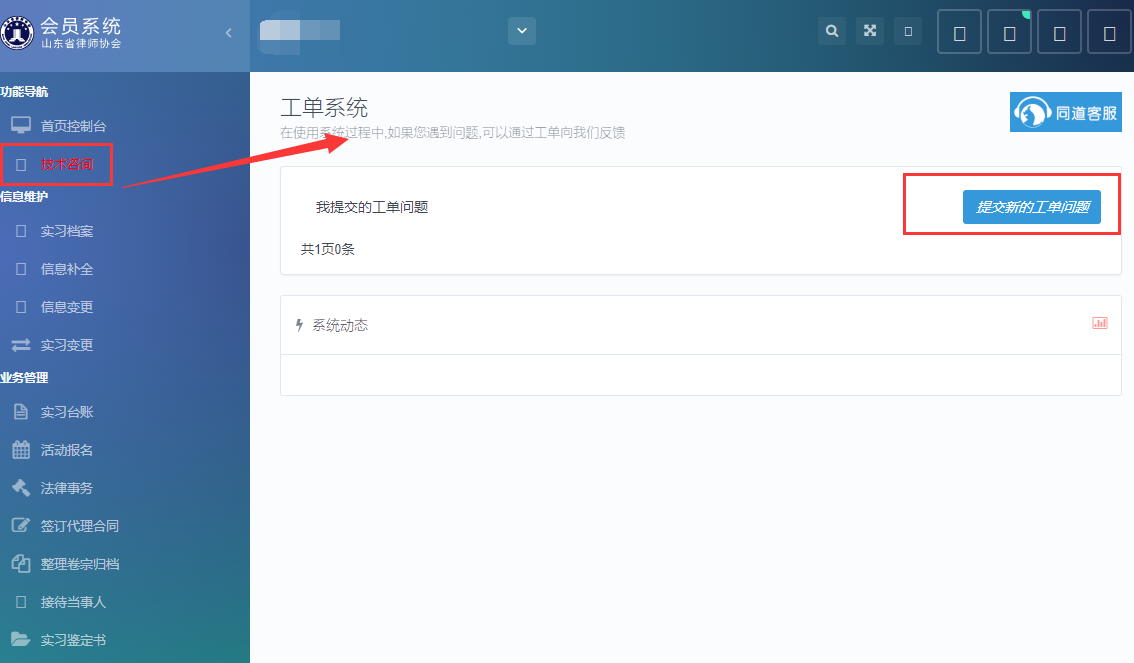 会员系统
山东省律师协会
功能导航
首页控制台
技术咨询
信息维护
实习档案
信息补全
信息变更
实习变更
业务管理
实习台账
活动报名
法律事务
签订代理合同
整理卷宗归档
接待当事人
实习鉴定书
工单系统
在使用系统过程中,如果您遇到问题,可以通过工单向我们反馈
同道客服
我提交的工单问题
提交新的工单问题
共1页0条
系统动态